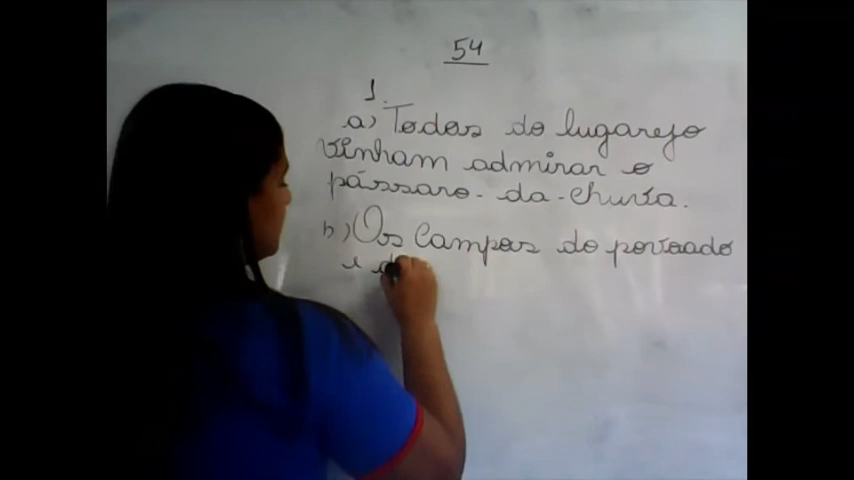 54
1.
a) Todos do lugarejo
vinham admirar o
pássaro-da-chuva.
b) Os campos do povoado
e d